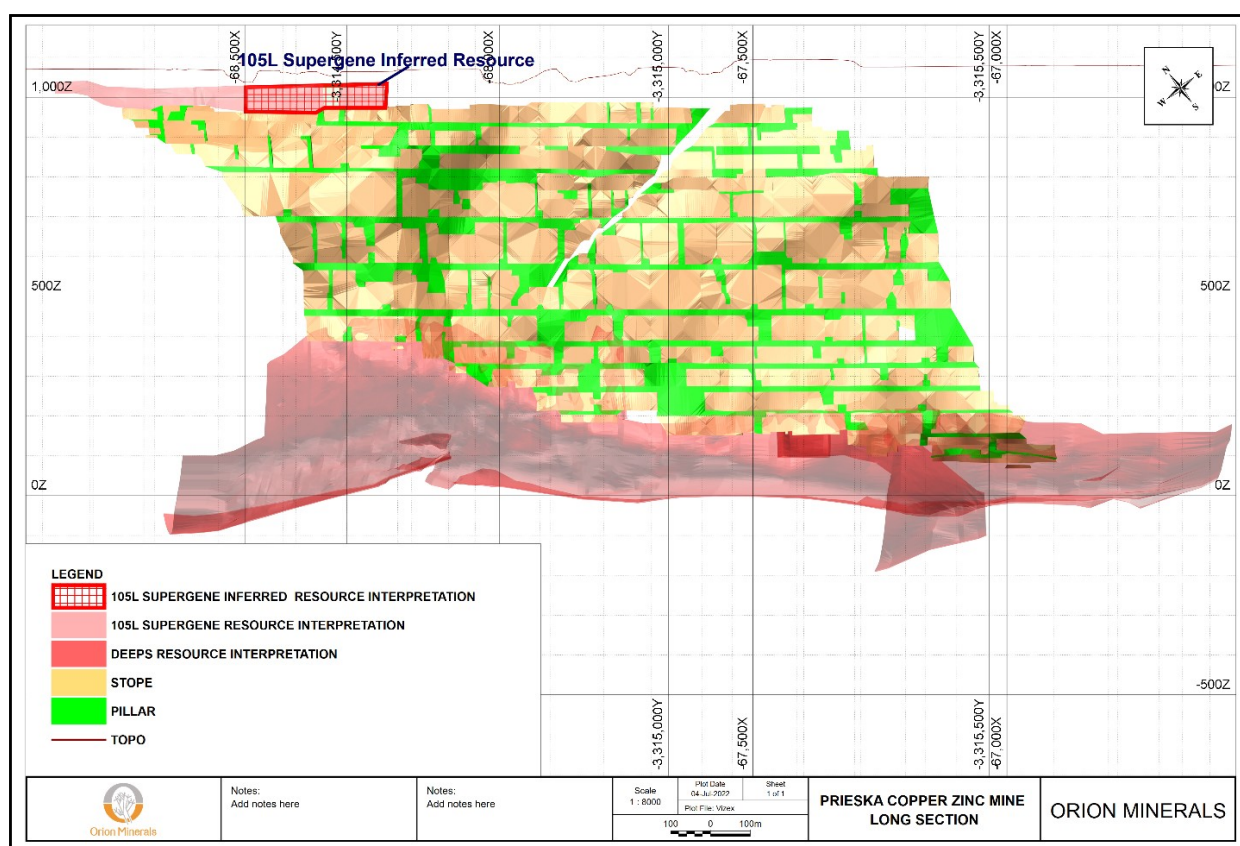 -68,500X
-3,314,500Y
-68,000X
-3,315,000Y
-67,500X
-3,315,500Y
-67,000X
105L Supergene Inferred Resource
1,000Z
N
E
W
S
500Z
500Z
0Z
0Z
-500Z
LEGEND
105L SUPERGENE INFERRED RESOURCE INTERPRETATION
105L SUPERGENE RESOURCE INTERPRETATION
DEEPS RESOURCE INTERPRETATION
STOPE
PILLAR
TOPO
-3,315,000Y
-67,500X
-3,315,500Y
-67,000X
Orion Minerals
Notes:
Add notes here
Notes:
Add notes here
Scale
1 : 8000
Plot Date
04-Jul-2022
Sheet
1 of 1
Plot File: Vizex
100 0 100m
PRIESKA COPPER ZINC MINE
LONG SECTION
ORION MINERALS